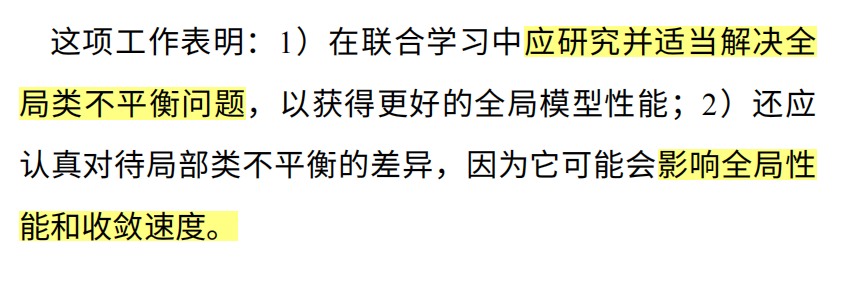 这项工作表明：1）在联合学习中应研究并适当解决全
局类不平衡问题，以获得更好的全局模型性能；2）还应
认真对待局部类不平衡的差异，因为它可能会影响全局性
能和收敛速度。